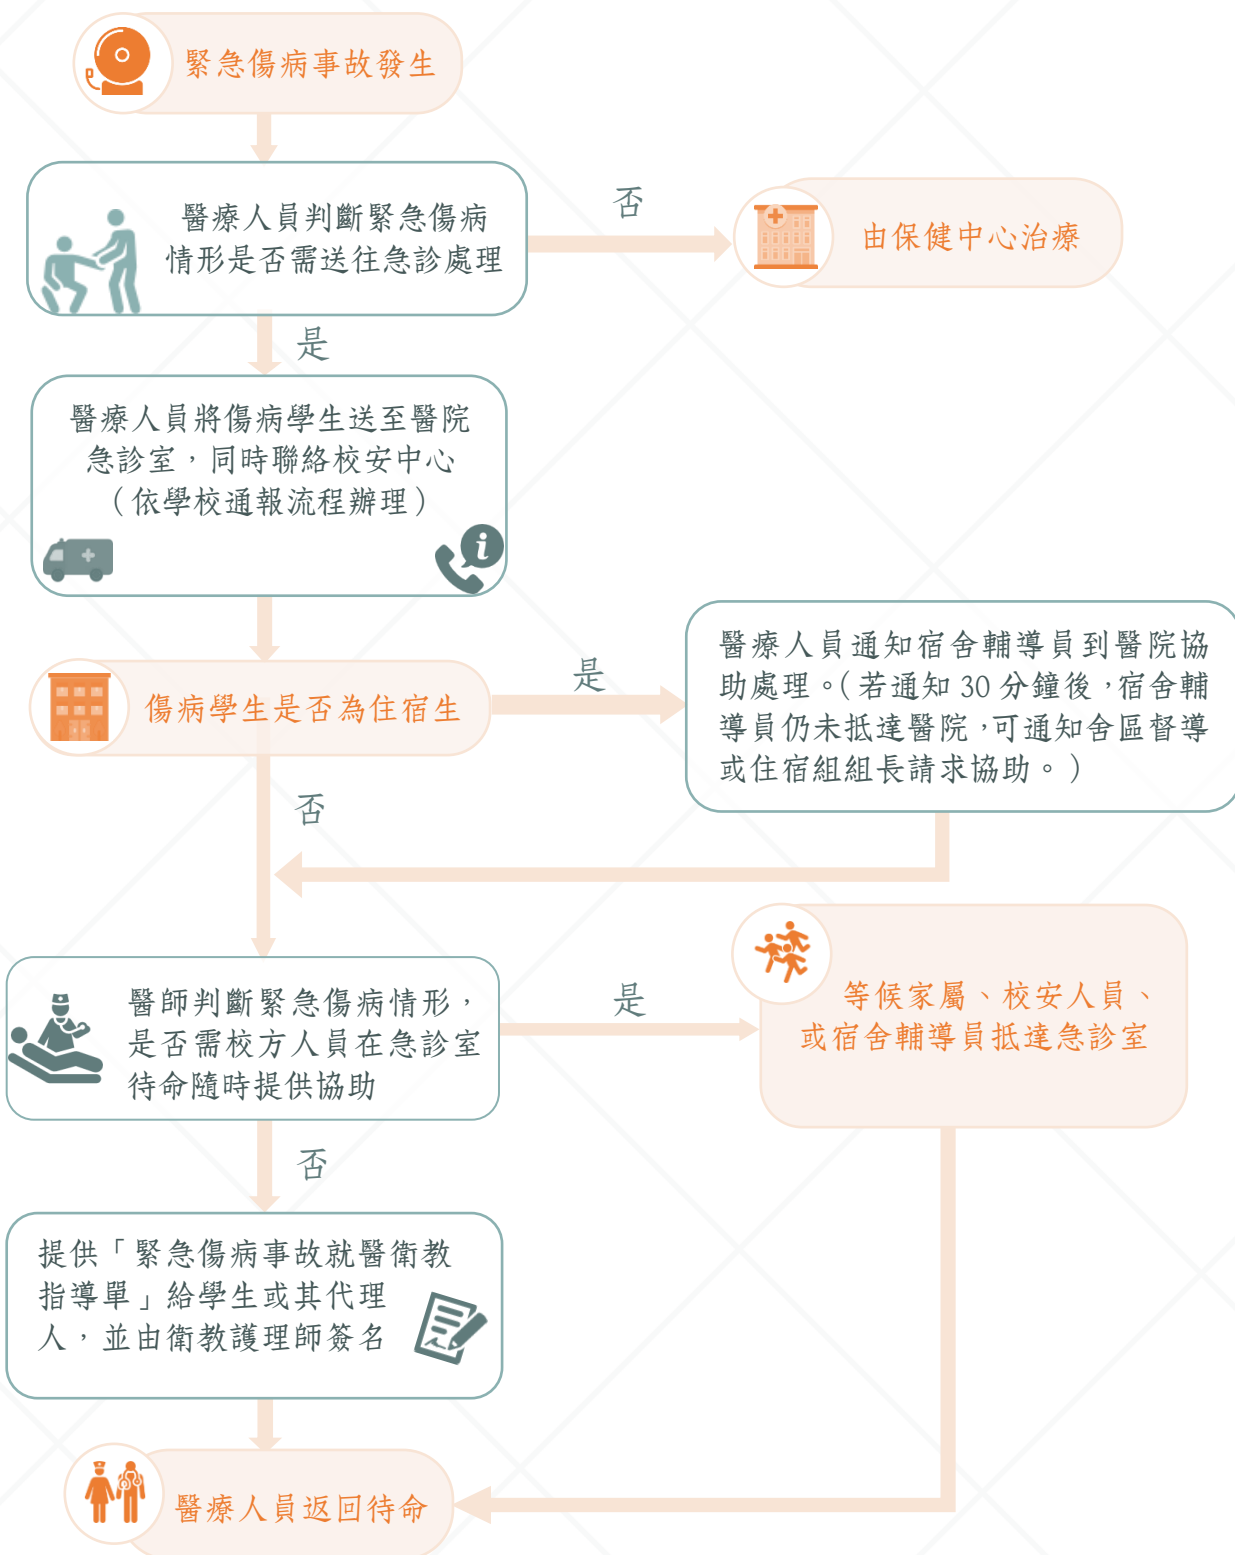 緊急傷病事故發生
醫療人員判斷緊急傷病
情形是否需送往急診處理
否
由保健中心治療
是
醫療人員將傷病學生送至醫院
急診室，同時聯絡校安中心
（依學校通報流程辦理）
i
傷病學生是否為住宿生
是
醫療人員通知宿舍輔導員到醫院協
助處理。（若通知 30 分鐘後，宿舍輔
導員仍未抵達醫院，可通知舍區督導
或住宿組組長請求協助。）
否
醫師判斷緊急傷病情形，
是否需校方人員在急診室
待命隨時提供協助
是
等候家屬、校安人員、
或宿舍輔導員抵達急診室
否
提供「緊急傷病事故就醫衛教
指導單」給學生或其代理
人，並由衛教護理師簽名
醫療人員返回待命